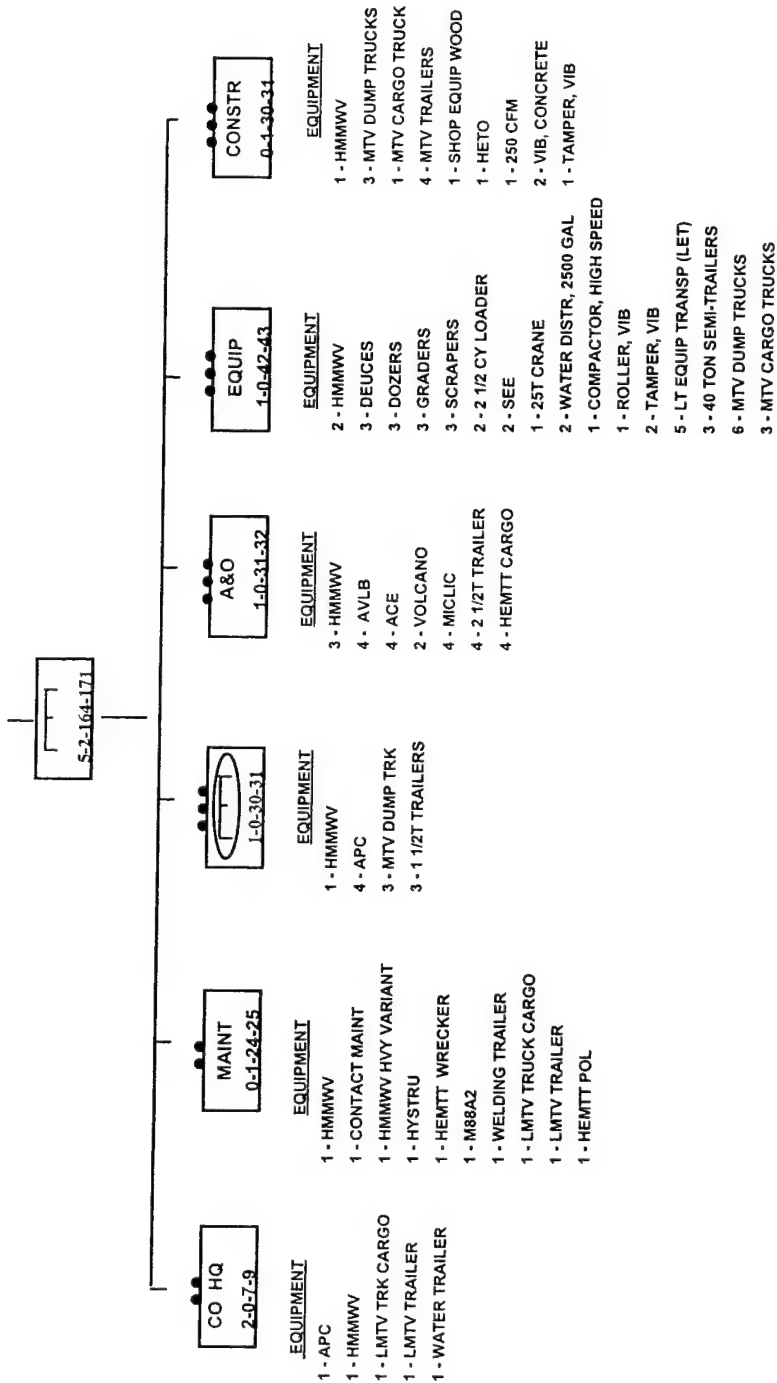 5-2-164-171
CO HQ
2-0-7-9
EQUIPMENT
1 - APC
1 - HMMWV
1 - LMTV TRK CARGO
1 - LMTV TRAILER
1 - WATER TRAILER
MAINT
0-1-24-25
EQUIPMENT
1 - HMMWV
1 - CONTACT MAINT
1 - HMMWV HVY VARIANT
1 - HYSTRU
1 - HEMTT WRECKER
1 - M88A2
1 - WELDING TRAILER
1 - LMTV TRUCK CARGO
1 - LMTV TRAILER
1 - HEMTT POL
1-0-30-31
EQUIPMENT
1 - HMMWV
4 - APC
3 - MTV DUMP TRK
3 - 1 1/2T TRAILERS
A&O
1-0-31-32
EQUIPMENT
3 - HMMWV
4 - AVLB
4 - ACE
2 - VOLCANO
4 - MICLIC
4 - 2 1/2T TRAILER
4 - HEMTT CARGO
EQUIP
1-0-42-43
EQUIPMENT
2 - HMMWV
3 - DEUCES
3 - DOZERS
3 - GRADERS
3 - SCRAPERS
2 - 2 1/2 CY LOADER
2 - SEE
1 - 25T CRANE
2 - WATER DISTR, 2500 GAL
1 - COMPACTOR, HIGH SPEED
1 - ROLLER, VIB
2 - TAMPER, VIB
5 - LT EQUIP TRANSP (LET)
3 - 40 TON SEMI-TRAILERS
6 - MTV DUMP TRUCKS
3 - MTV CARGO TRUCKS
CONSTR
0-1-30-31
EQUIPMENT
1 - HMMWV
3 - MTV DUMP TRUCKS
1 - MTV CARGO TRUCK
4 - MTV TRAILERS
1 - SHOP EQUIP WOOD
1 - HETO
1 - 250 CFM
2 - VIB, CONCRETE
1 - TAMPER, VIB